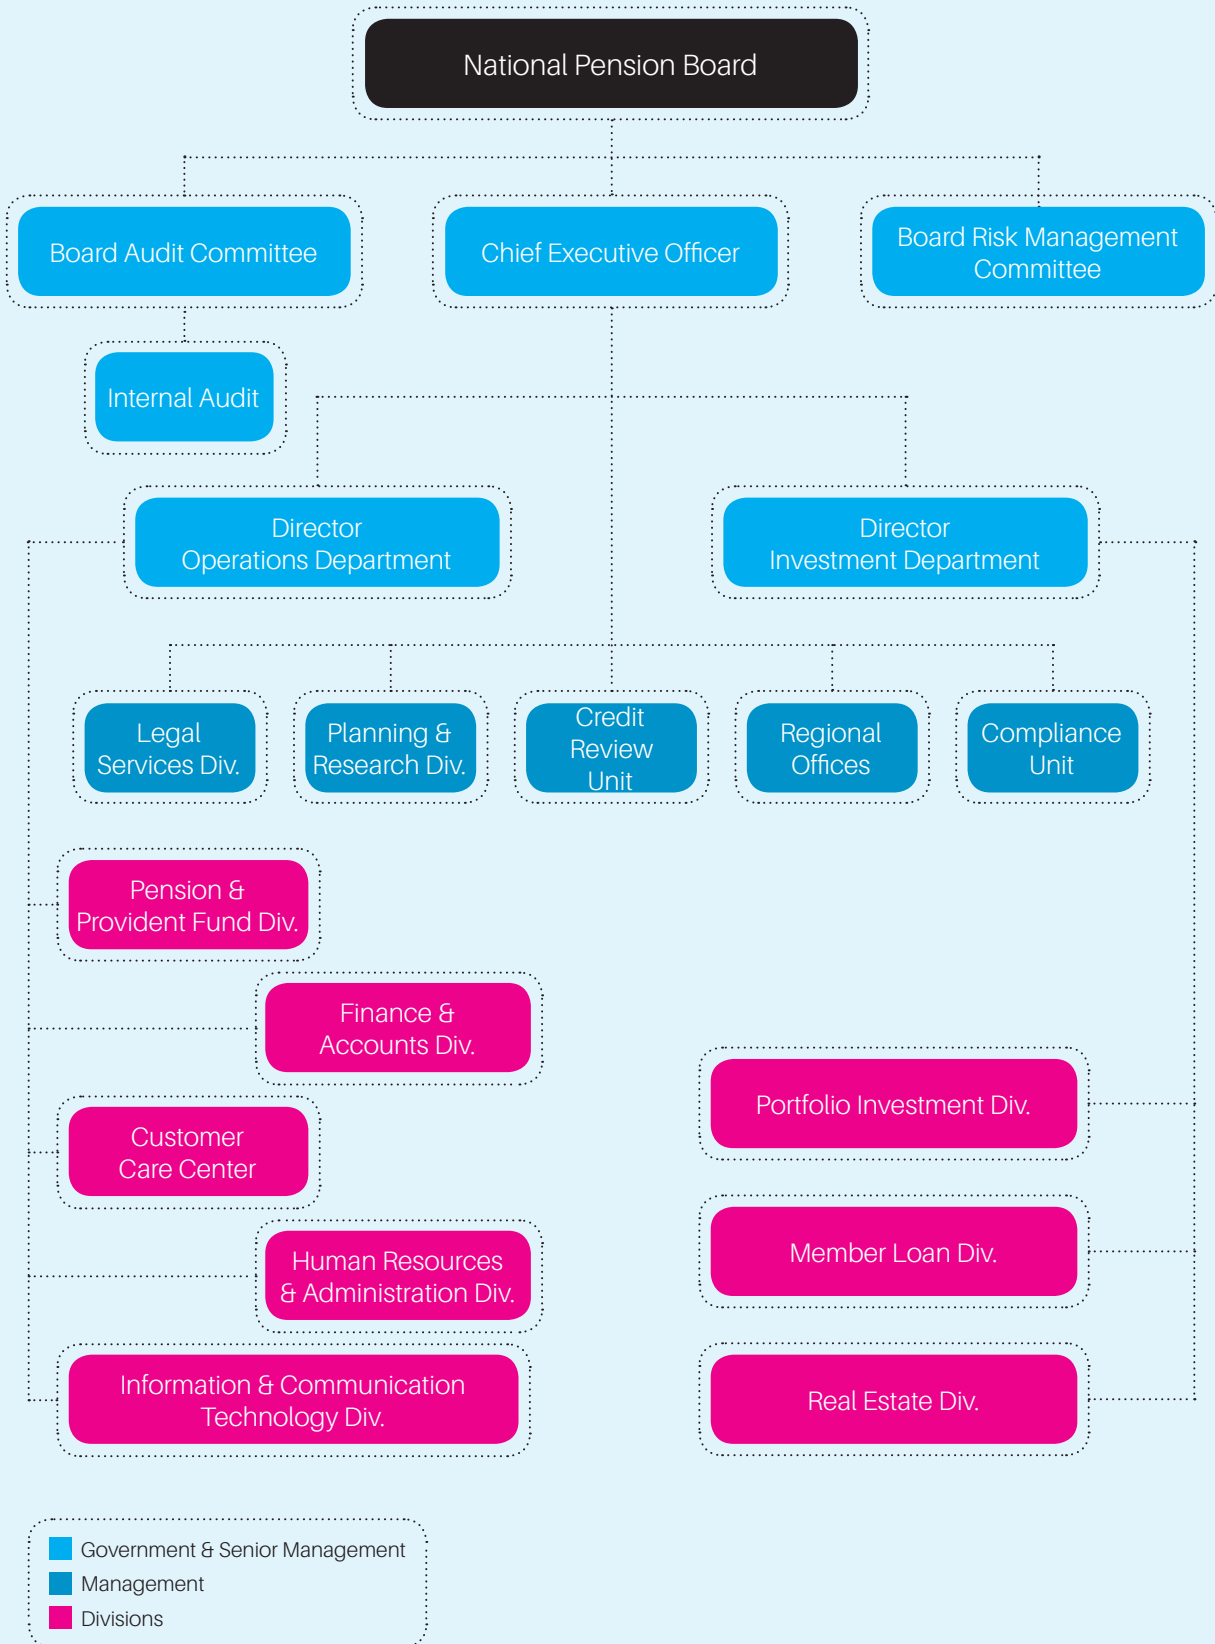 National Pension Board
Board Audit Committee
Chief Executive Officer
Board Risk Management
Committee
Internal Audit
Director
Operations Department
Director
Investment Department
Legal
Services Div.
Planning &
Research Div.
Credit
Review
Unit
Regional
Offices
Compliance
Unit
Pension &
Provident Fund Div.
Finance &
Accounts Div.
Customer
Care Center
Human Resources
& Administration Div.
Information & Communication
Technology Div.
Portfolio Investment Div.
Member Loan Div.
Real Estate Div.
Government & Senior Management
Management
Divisions